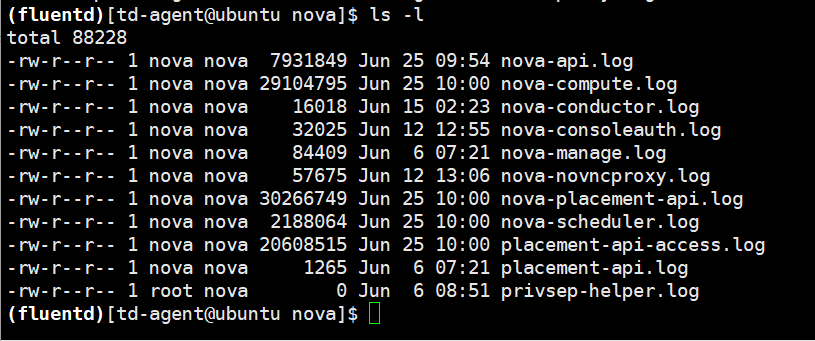 (fluentd)[td-agent@ubuntu nova]$ ls -l
total 88228
-rw-r--r-- 1 nova nova  7931849 Jun 25 09:54 nova-api.log
-rw-r--r-- 1 nova nova 29104795 Jun 25 10:00 nova-compute.log
-rw-r--r-- 1 nova nova    16018 Jun 15 02:23 nova-conductor.log
-rw-r--r-- 1 nova nova    32025 Jun 12 12:55 nova-consoleauth.log
-rw-r--r-- 1 nova nova    84409 Jun  6 07:21 nova-manage.log
-rw-r--r-- 1 nova nova    57675 Jun 12 13:06 nova-novncproxy.log
-rw-r--r-- 1 nova nova 30266749 Jun 25 10:00 nova-placement-api.log
-rw-r--r-- 1 nova nova  2188064 Jun 25 10:00 nova-scheduler.log
-rw-r--r-- 1 nova nova 20608515 Jun 25 10:00 placement-api-access.log
-rw-r--r-- 1 nova nova     1265 Jun  6 07:21 placement-api.log
-rw-r--r-- 1 root nova        0 Jun  6 08:51 privsep-helper.log
(fluentd)[td-agent@ubuntu nova]$